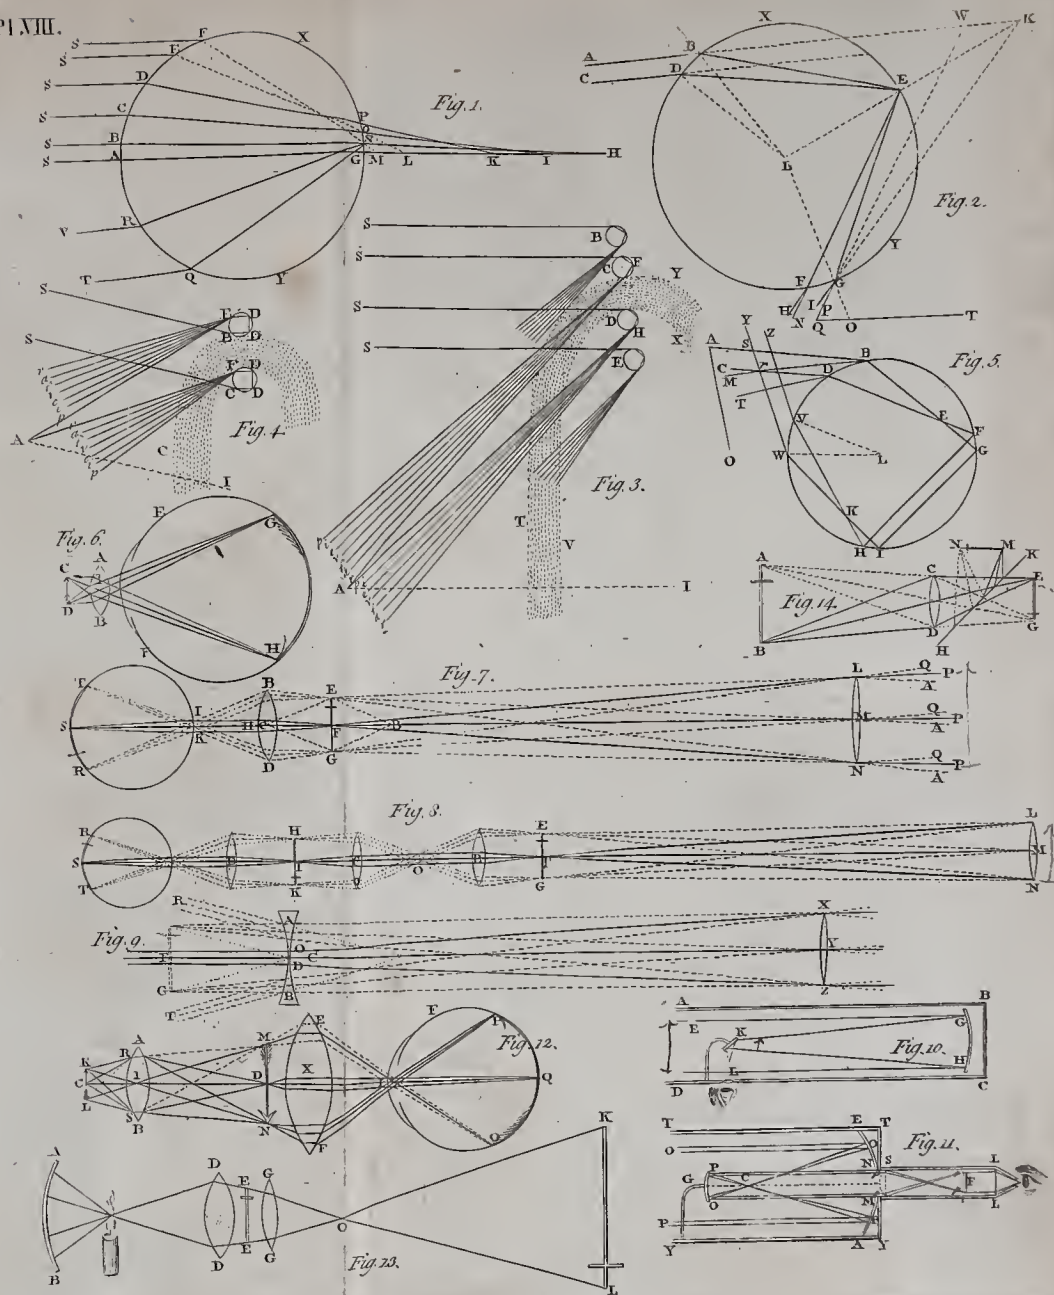 Pl. XIII.
S F X
S E
S D
S C P
S B O
S A N
G M L K I H
V R
T Q Y
Fig. 1.
X W K
A B
C D E
L
Fig. 2.
Y
F G
H N I P
Q O T
S B
S C F Y
S D H X
S E
Fig. 3.
T V
A I
S E D
B D
S F D
C D
r a i n c i p
A
C
Fig. 4
I
Y Z
A S B
C D
M T
V E F
W L G
O
K
H I
Fig. 5.
Fig. 6.
E G
C A
D B
F H
A N M
C K
E
Fig. 14.
D G
B H
Fig. 7.
T B E L Q P
A
S I H C F B M Q P
K A
R D G N Q P
A
Fig. 8.
R H E L
S D I C O B F M
T K G N
R A X
Fig. 9.
T O C Y
G D
T B Z
A B
E K G
Fig. 10.
L H
D C
K R A M E F P
Fig. 12.
C I D X Q
L S B N F O
T E T
O O
Fig. 11.
P N S L
G C F
O M L
P
Y A Y
A D E G K
O
B D E G L
Fig. 13.